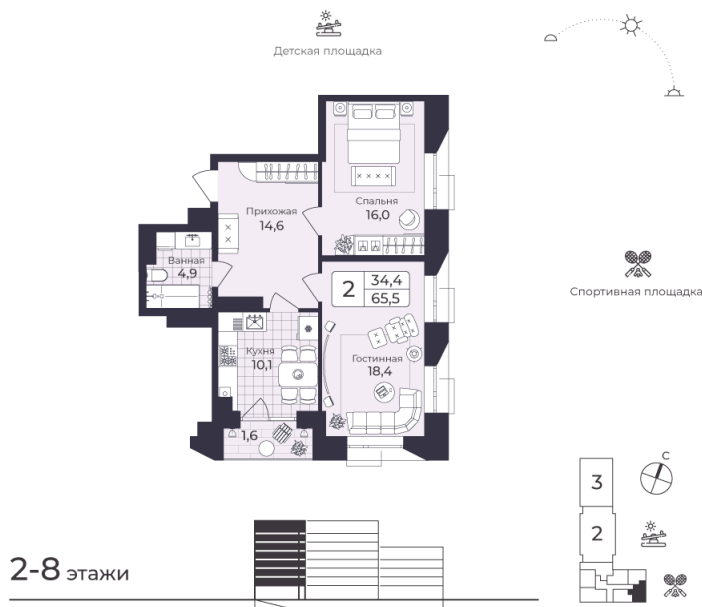 Детская площадка
Спальня
16,0
Прихожая
14,6
Ванная
4,9
2
34,4
65,5
Спортивная площадка
Кухня
10,1
Гостинная
18,4
1,6
С
3
2
2-8 этажи